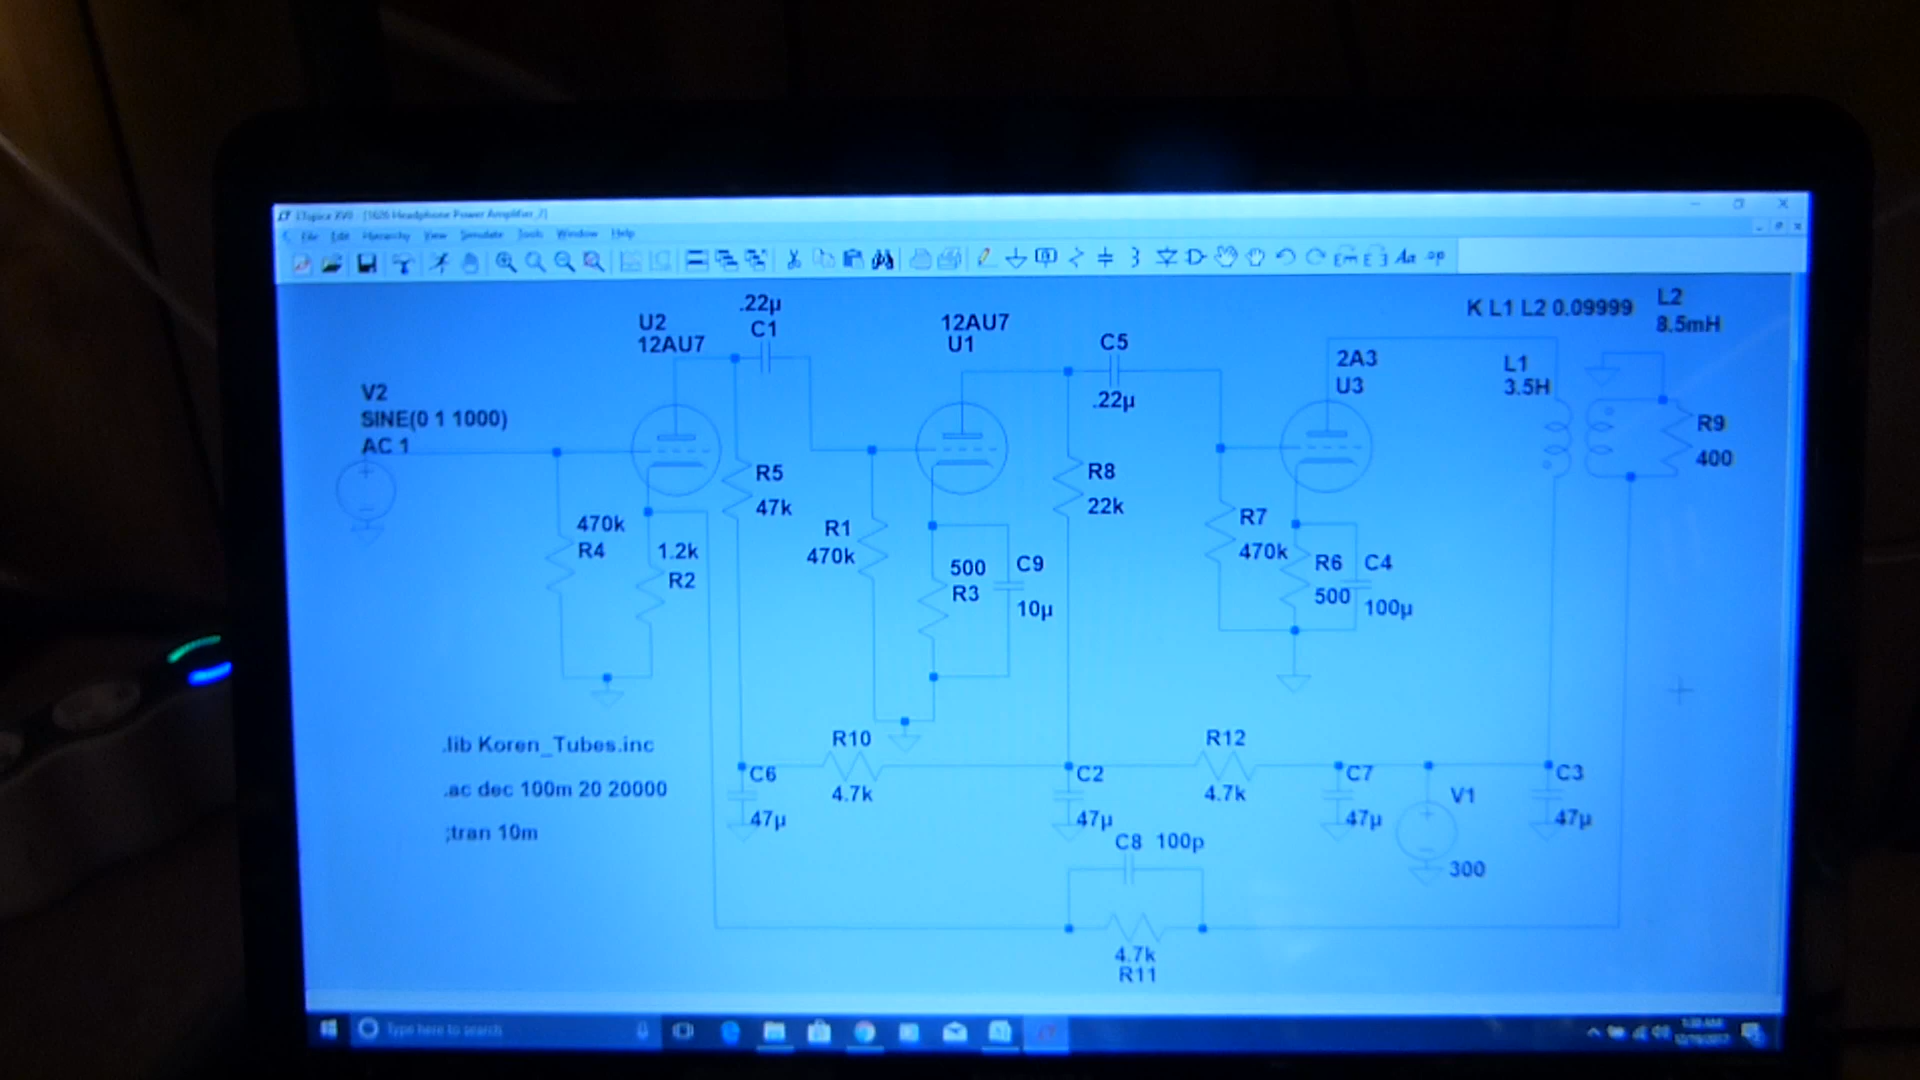 LTspice XVII - [1626 Headphone Power Amplifier_7]
File Edit Hierarchy View Simulate Tools Window Help
Aa .op
V2
SINE(0 1 1000)
AC 1
U2
12AU7
.22µ
C1
12AU7
U1
C5
.22µ
2A3
U3
K L1 L2 0.09999
L2
8.5mH
L1
3.5H
R9
400
470k
R4
1.2k
R2
R5
47k
R1
470k
500
R3
C9
10µ
R8
22k
R7
470k
R6
500
C4
100µ
.lib Koren_Tubes.inc
.ac dec 100m 20 20000
;tran 10m
C6
47µ
R10
4.7k
C2
47µ
R12
4.7k
C7
47µ
V1
300
C3
47µ
C8 100p
4.7k
R11
Type here to search